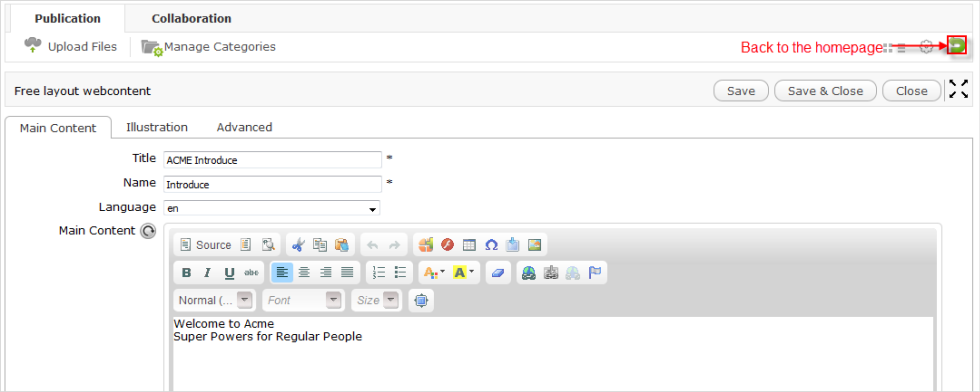 Publication Collaboration
Upload Files Manage Categories Back to the homepage
Free layout webcontent Save Save & Close Close
Main Content Illustration Advanced
Title ACME Introduce *
Name Introduce *
Language en
Main Content Source
B I U abc
Normal (... Font Size
Welcome to Acme
Super Powers for Regular People